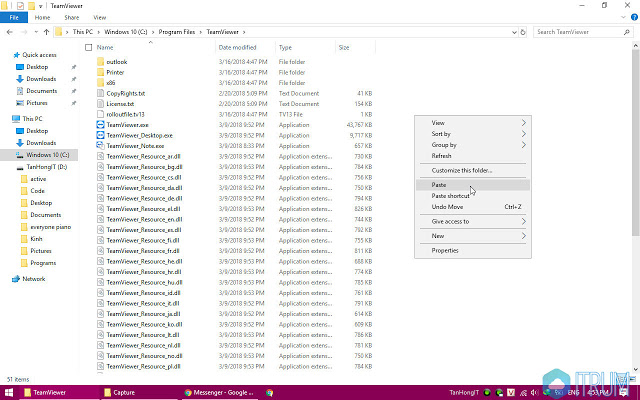 TeamViewer
File Home Share View
This PC > Windows 10 (C:) > Program Files > TeamViewer >
Search TeamViewer
Name Date modified Type Size
Quick access
Desktop
Downloads
Documents
Pictures
This PC
Desktop
Downloads
Windows 10 (C:)
TanHongIT (D:)
active
Code
Desktop
Documents
everyone piano
Kinh
Pictures
Programs
Network
outlook 3/16/2018 4:47 PM File folder
Printer 3/16/2018 4:47 PM File folder
x86 3/16/2018 4:47 PM File folder
CopyRights.txt 2/20/2018 5:09 PM Text Document 41 KB
License.txt 2/20/2018 5:09 PM Text Document 154 KB
rolloutfile.tv13 3/16/2018 4:47 PM TV13 File 1 KB
TeamViewer.exe 3/9/2018 9:52 PM Application 43,767 KB
TeamViewer_Desktop.exe 3/9/2018 9:52 PM Application 9,717 KB
TeamViewer_Note.exe 3/9/2018 8:33 PM Application 657 KB
TeamViewer_Resource_ar.dll 3/9/2018 9:52 PM Application extens... 730 KB
TeamViewer_Resource_bg.dll 3/9/2018 9:52 PM Application extens... 784 KB
TeamViewer_Resource_cs.dll 3/9/2018 9:52 PM Application extens... 756 KB
TeamViewer_Resource_da.dll 3/9/2018 9:52 PM Application extens... 750 KB
TeamViewer_Resource_de.dll 3/9/2018 9:52 PM Application extens... 794 KB
TeamViewer_Resource_el.dll 3/9/2018 9:52 PM Application extens... 826 KB
TeamViewer_Resource_en.dll 3/9/2018 9:52 PM Application extens... 744 KB
TeamViewer_Resource_es.dll 3/9/2018 9:52 PM Application extens... 792 KB
TeamViewer_Resource_fi.dll 3/9/2018 9:52 PM Application extens... 755 KB
TeamViewer_Resource_fr.dll 3/9/2018 9:52 PM Application extens... 811 KB
TeamViewer_Resource_he.dll 3/9/2018 9:52 PM Application extens... 688 KB
TeamViewer_Resource_hr.dll 3/9/2018 9:52 PM Application extens... 774 KB
TeamViewer_Resource_hu.dll 3/9/2018 9:52 PM Application extens... 785 KB
TeamViewer_Resource_id.dll 3/9/2018 9:52 PM Application extens... 761 KB
TeamViewer_Resource_it.dll 3/9/2018 9:52 PM Application extens... 791 KB
TeamViewer_Resource_ja.dll 3/9/2018 9:52 PM Application extens... 614 KB
TeamViewer_Resource_ko.dll 3/9/2018 9:52 PM Application extens... 609 KB
TeamViewer_Resource_lt.dll 3/9/2018 9:52 PM Application extens... 786 KB
TeamViewer_Resource_nl.dll 3/9/2018 9:52 PM Application extens... 781 KB
TeamViewer_Resource_no.dll 3/9/2018 9:52 PM Application extens... 750 KB
TeamViewer_Resource_pl.dll 3/9/2018 9:52 PM Application extens... 784 KB
View
Sort by
Group by
Refresh
Customize this folder...
Paste
Paste shortcut
Undo Move Ctrl+Z
Give access to
New
Properties
51 items
ITRUM
TeamViewer Capture Messenger - Google ... TanHongIT ENG 4:53 PM